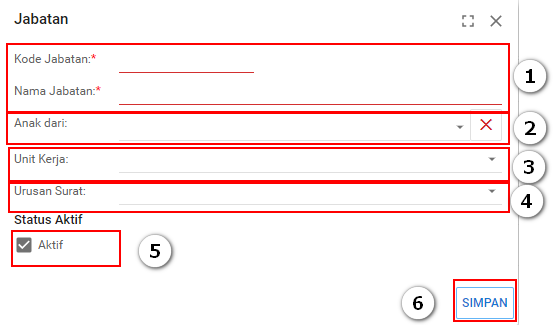 Jabatan
Kode Jabatan:*
1
Nama Jabatan:*
Anak dari:
2
Unit Kerja:
3
Urusan Surat:
4
Status Aktif
Aktif
5
6
SIMPAN